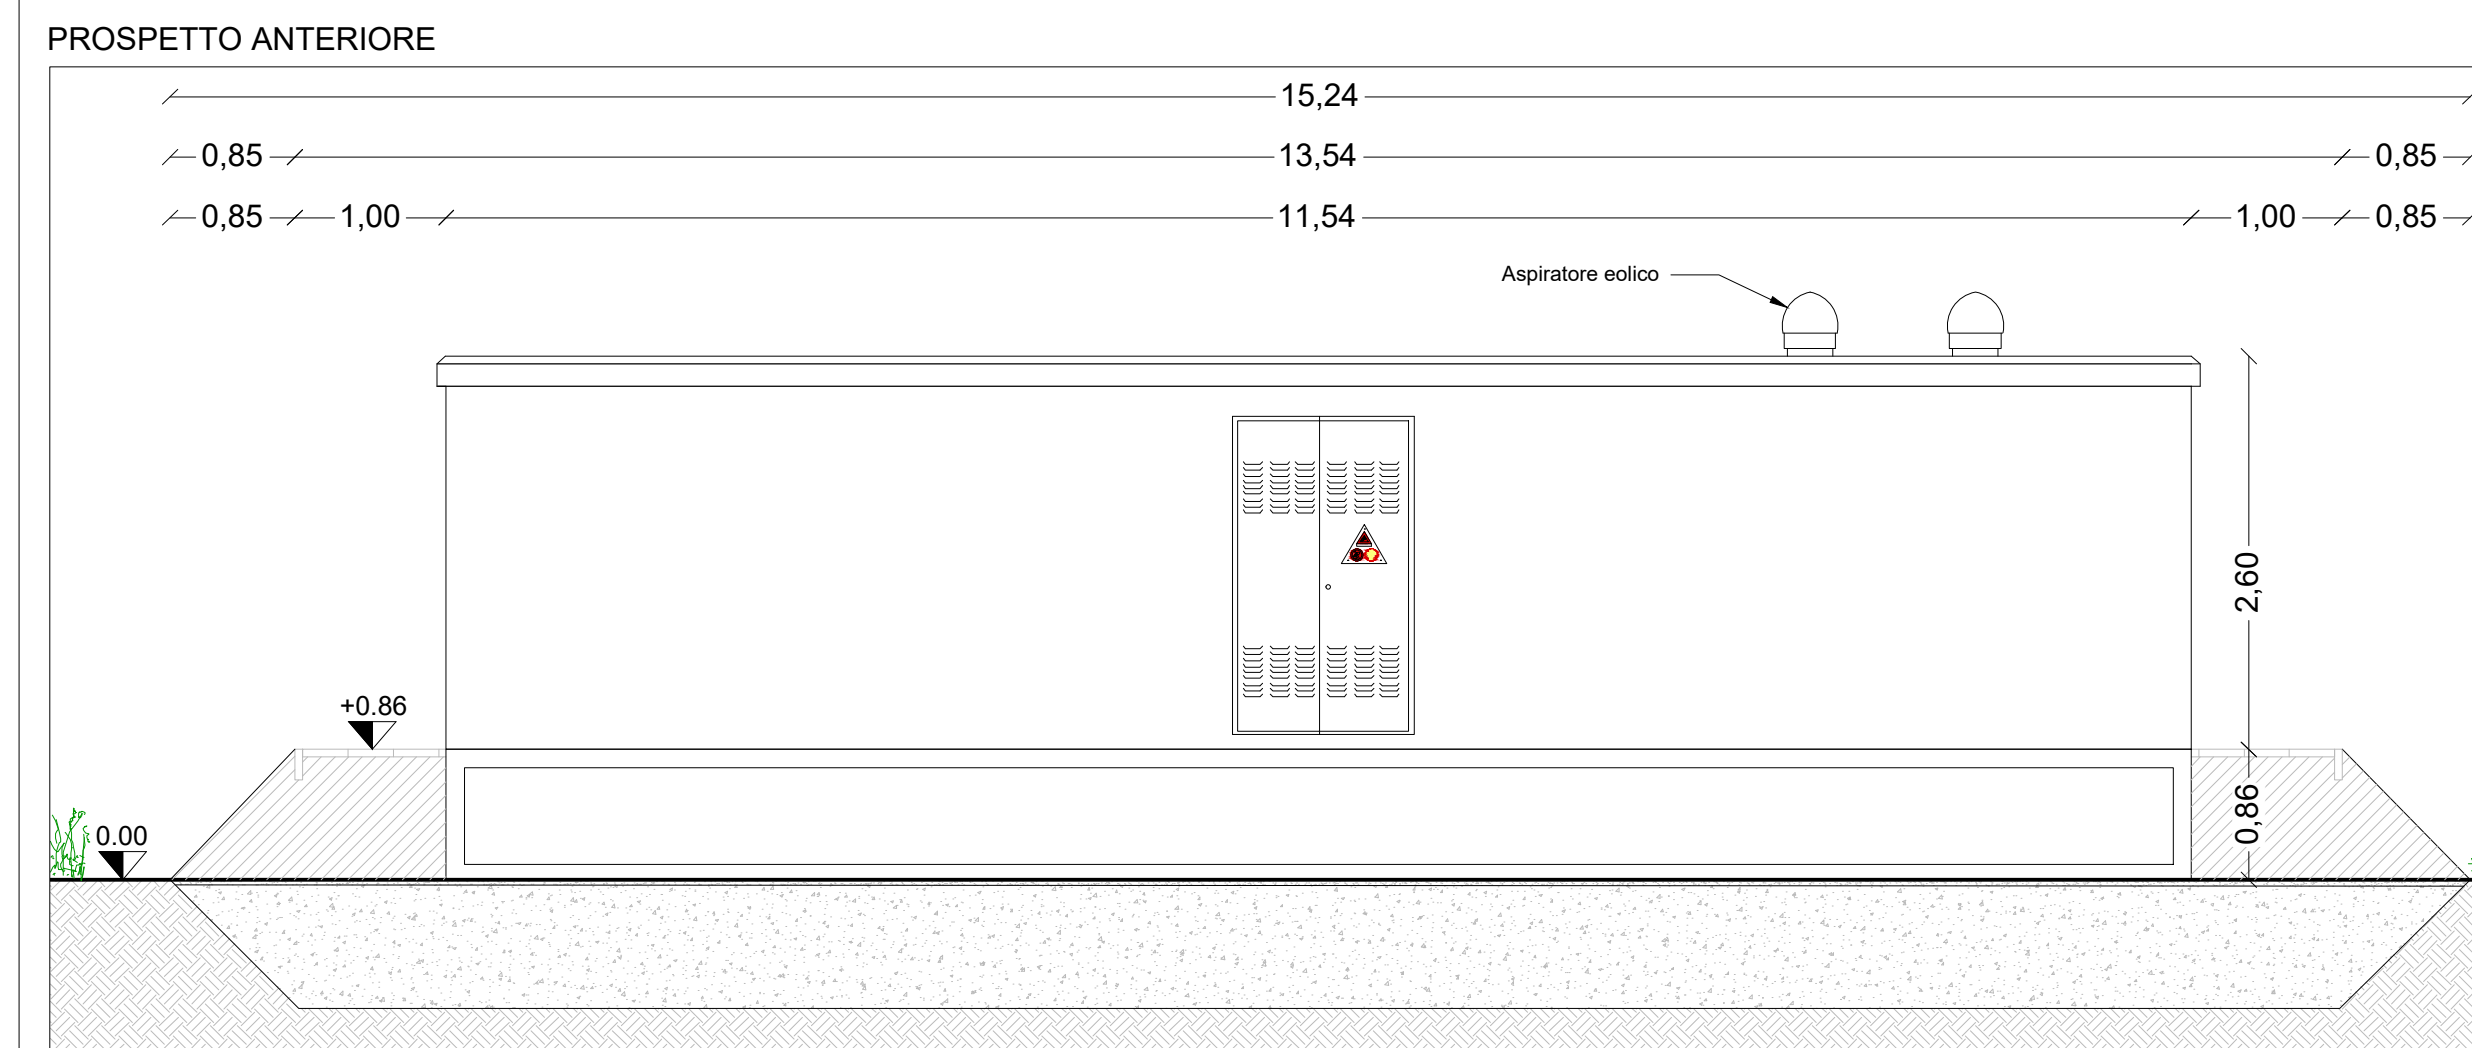 PROSPETTO ANTERIORE
15,24
0,85 13,54 0,85
0,85 1,00 11,54 1,00 0,85
Aspiratore eolico
2,60
+0.86
0,86
0.00